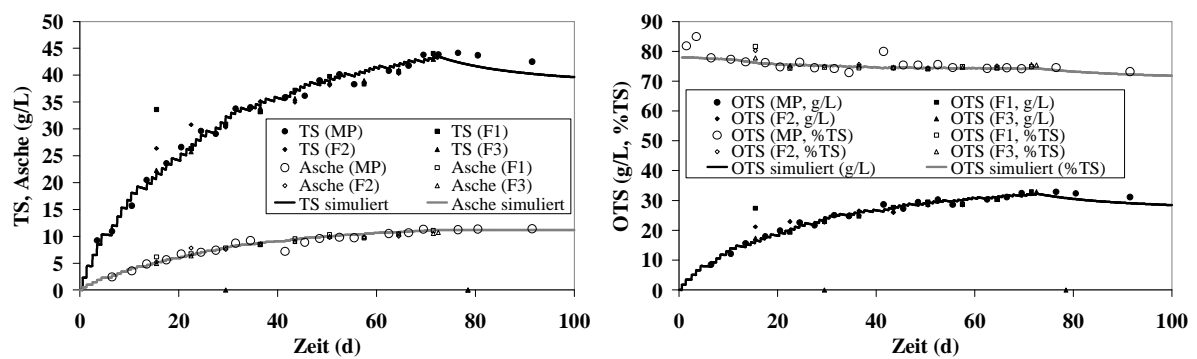 TS, Asche (g/L)
50
45
40
35
30
25
20
15
10
5
0
TS (MP) TS (F1)
TS (F2) TS (F3)
Asche (MP) Asche (F1)
Asche (F2) Asche (F3)
TS simuliert Asche simuliert
0 20 40 60 80 100
Zeit (d)
OTS (g/L, %TS)
90
80
70
60
50
40
30
20
10
0
OTS (MP, g/L) OTS (F1, g/L)
OTS (F2, g/L) OTS (F3, g/L)
OTS (MP, %TS) OTS (F1, %TS)
OTS (F2, %TS) OTS (F3, %TS)
OTS simuliert (g/L) OTS simuliert (%TS)
0 20 40 60 80 100
Zeit (d)